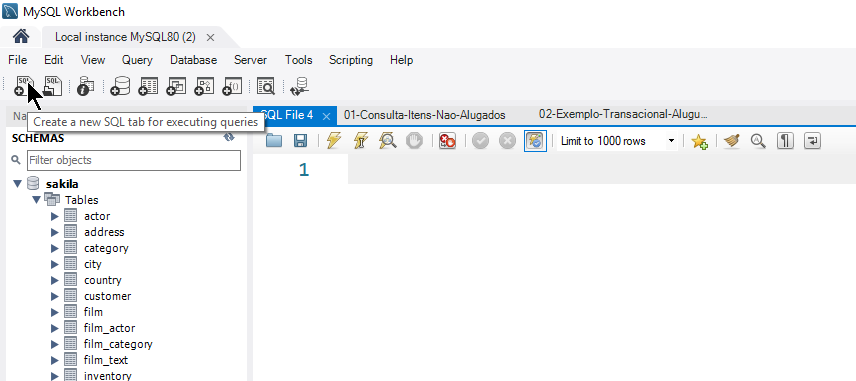 MySQL Workbench
Local instance MySQL80 (2)
File Edit View Query Database Server Tools Scripting Help
SQL
SQL
Create a new SQL tab for executing queries
SQL File 4 01-Consulta-Itens-Nao-Alugados 02-Exemplo-Transacional-Alugu...
SCHEMAS
Limit to 1000 rows
Filter objects
1
sakila
Tables
actor
address
category
city
country
customer
film
film_actor
film_category
film_text
inventory